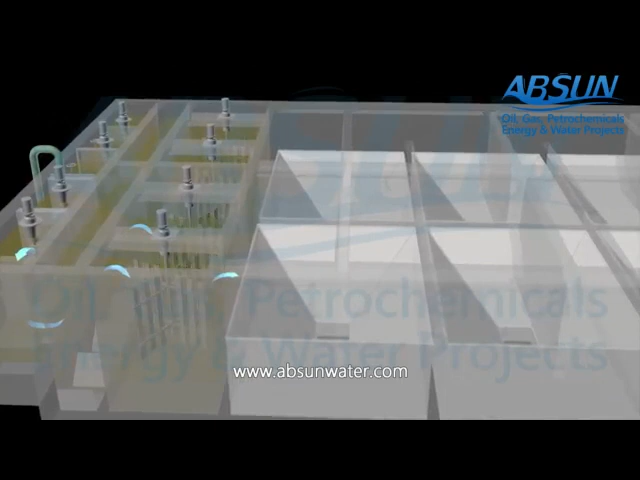 ABSUN
Oil, Gas, Petrochemicals
Energy & Water Projects
Oil, Gas, Petrochemicals
Energy & Water Projects
www.absunwater.com